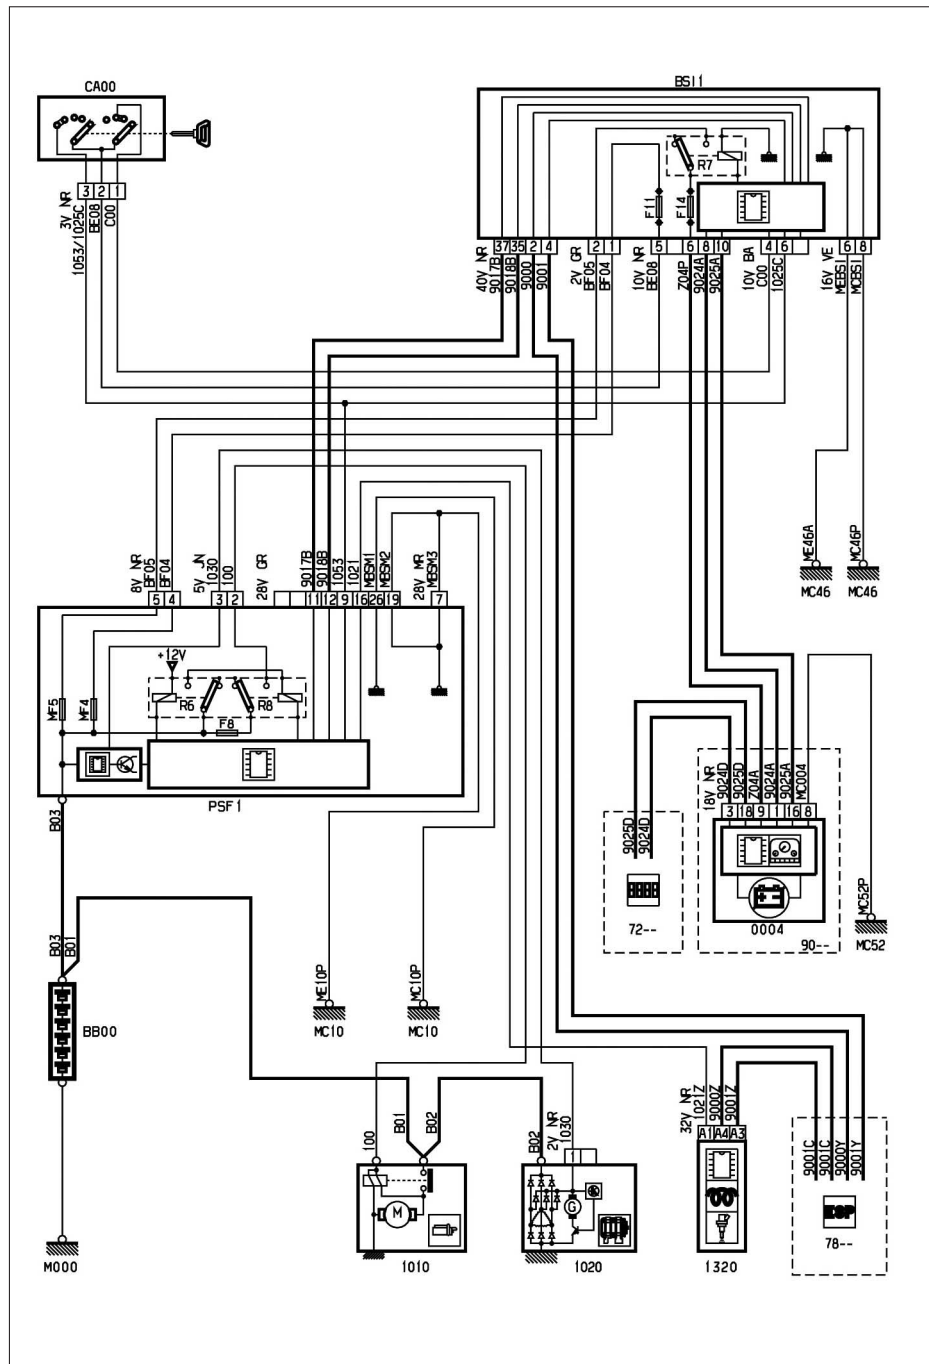 CA00
BSI1
R7
F11
F14
3 2 1
3V NR
1053/1025C
BE08
C00
37 35 2 4
2 1
5
6 8 10
4 6
6 8
40V NR
9017B
9018B
9000
9001
2V GR
BF05
BF04
10V NR
BE08
Z04P
9024A
9025A
10V BA
C00
1025C
16V VE
MEBSI
MCBSI
ME46A
MC46P
MC46
MC46
8V NR
BF05
BF04
5V JN
1030
100
28V GR
9017B
9018B
1053
1021
MBSM1
MBSM2
28V MR
MBSM3
5 4
3 2
11 12 9 16 26 19
7
+12V
R6
R8
MF5
MF4
F8
PSF1
B03
18V NR
9024D
9025D
Z04A
9024A
9025A
MC004
3 18 9 1 16 8
9025D
9024D
72--
0004
90--
MC52P
MC52
B03
B01
BB00
ME10P
MC10P
MC10
MC10
M000
100
B01
B02
B02
2V NR
1030
1
M
G
1010
1020
32V NR
1021Z
9000Z
9001Z
A1 A4 A3
1320
9001C
9001C
9000Y
9001Y
ESP
78--